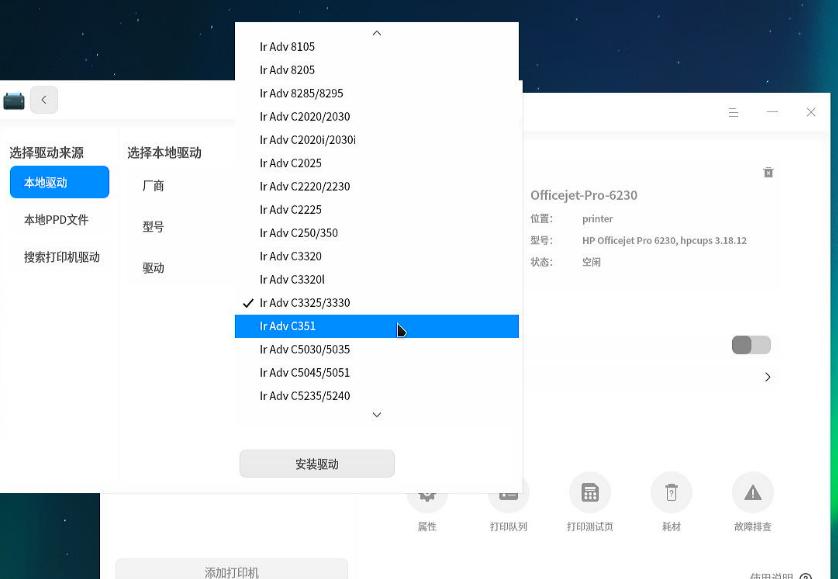 Ir Adv 8105
Ir Adv 8205
Ir Adv 8285/8295
Ir Adv C2020/2030
Ir Adv C2020i/2030i
Ir Adv C2025
Ir Adv C2220/2230
Ir Adv C2225
Ir Adv C250/350
Ir Adv C3320
Ir Adv C3320l
Ir Adv C3325/3330
Ir Adv C351
Ir Adv C5030/5035
Ir Adv C5045/5051
Ir Adv C5235/5240
选择驱动来源
本地驱动
本地PPD文件
搜索打印机驱动
选择本地驱动
厂商
型号
驱动
安装驱动
Officejet-Pro-6230
位置: printer
型号: HP Officejet Pro 6230, hpcups 3.18.12
状态: 空闲
属性
打印队列
打印测试页
耗材
故障排查
添加打印机
使用说明